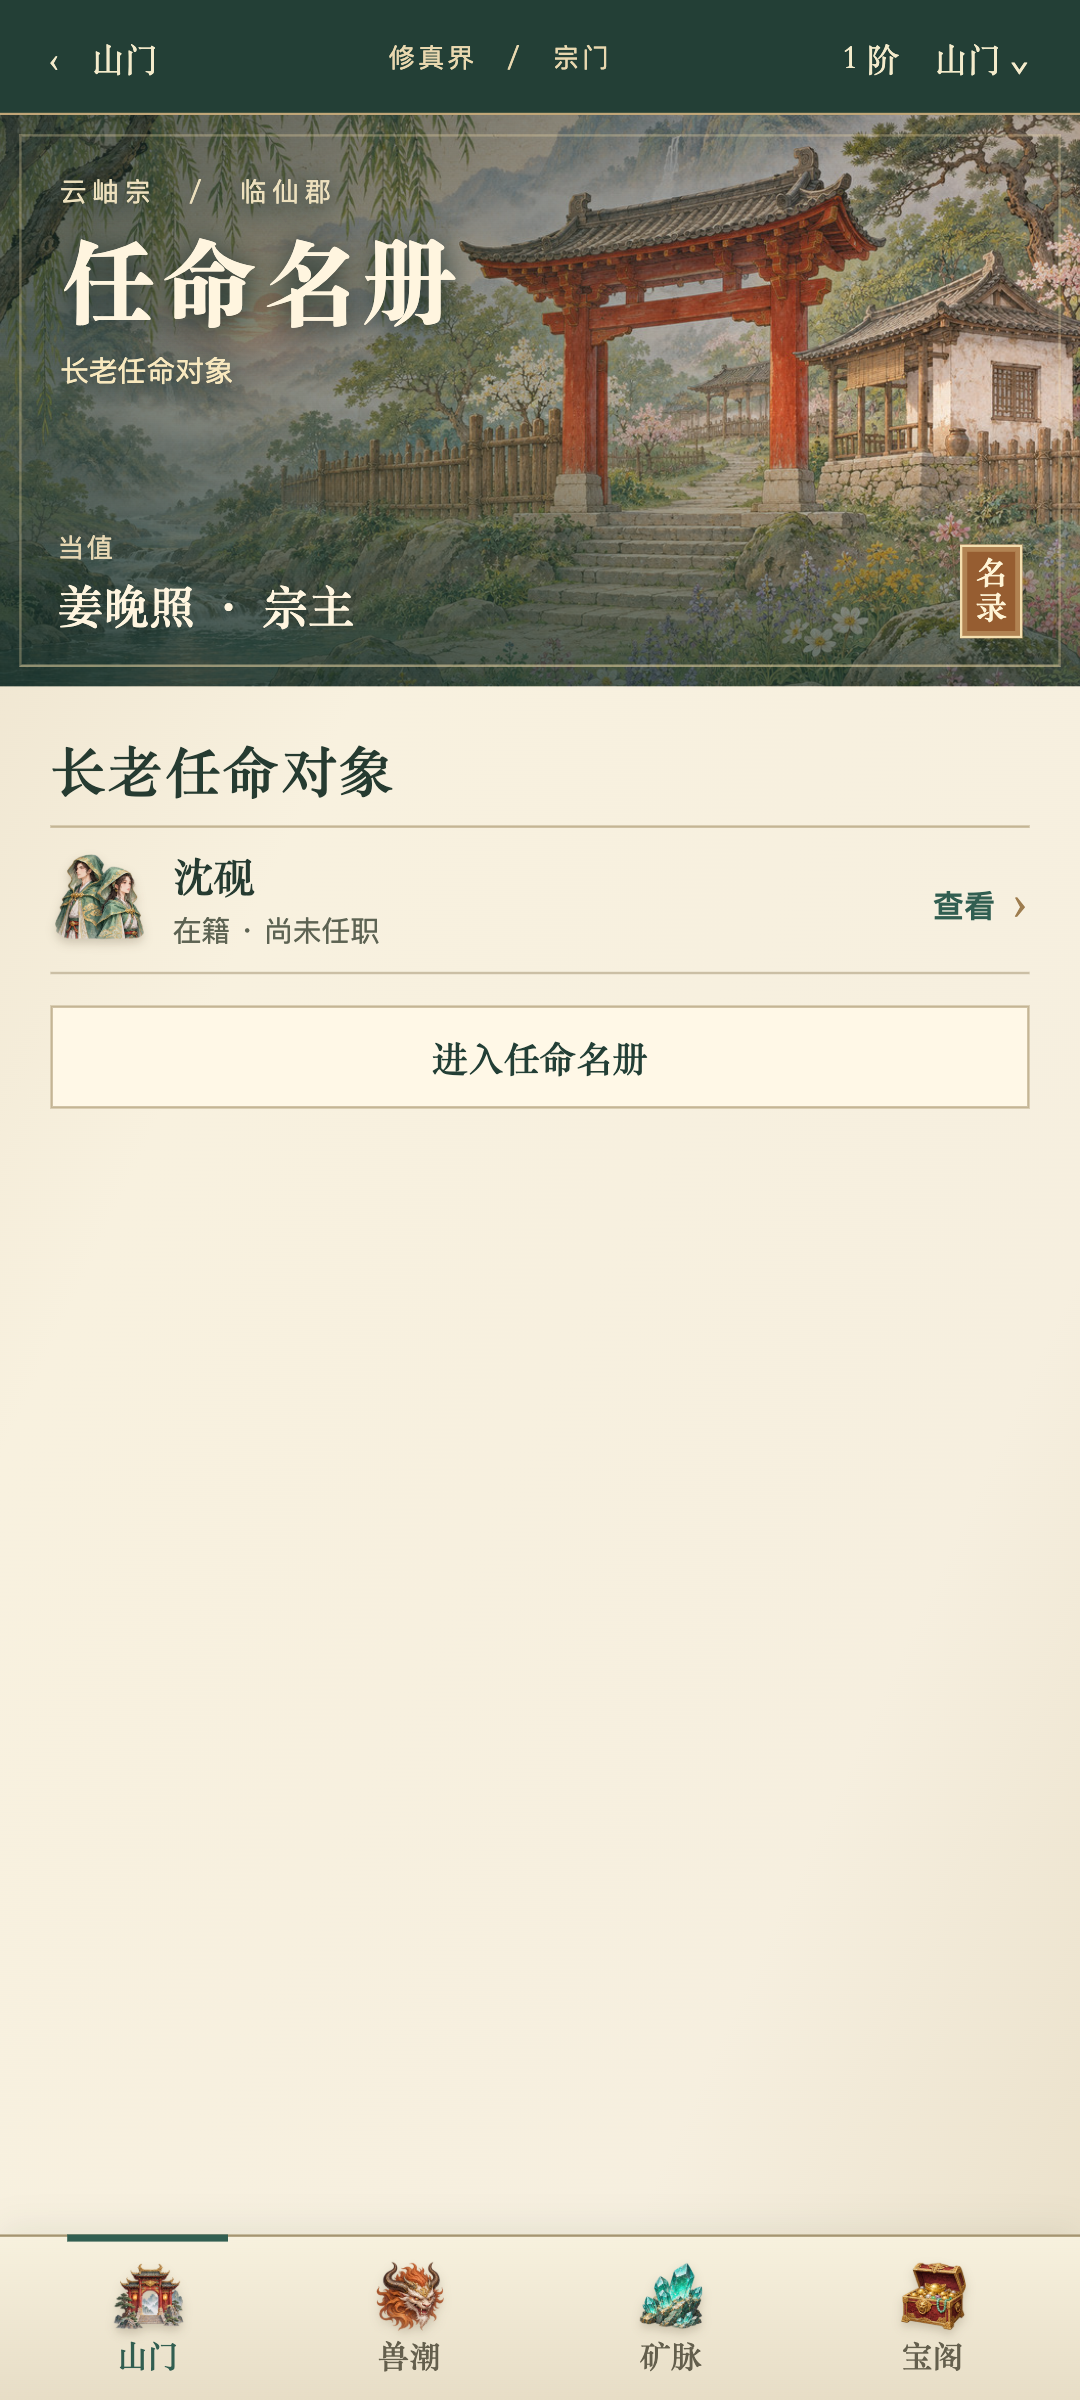 ‹ 山门 修真界 / 宗门 1 阶 山门
云岫宗 / 临仙郡
任命名册
长老任命对象
当值
姜晚照 · 宗主
名录
长老任命对象
沈砚
在籍 · 尚未任职
查看 ›
进入任命名册
山门 兽潮 矿脉 宝阁